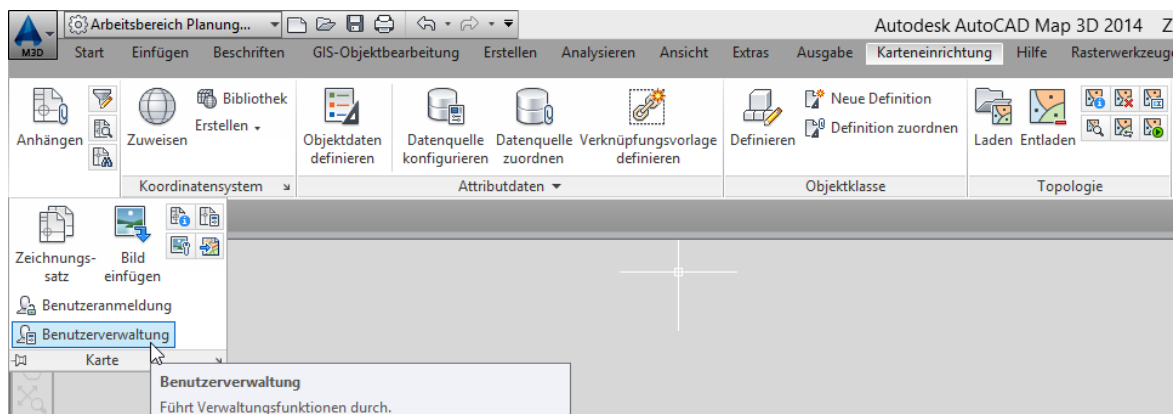 Arbeitsbereich Planung...
Autodesk AutoCAD Map 3D 2014
M3D
Start Einfügen Beschriften GIS-Objektbearbeitung Erstellen Analysieren Ansicht Extras Ausgabe Karteneinrichtung Hilfe Rasterwerkzeuge
Anhängen
Zuweisen
Bibliothek
Erstellen
Koordinatensystem
Objektdaten
definieren
Datenquelle
konfigurieren
Datenquelle
zuordnen
Verknüpfungsvorlage
definieren
Attributdaten
Definieren
Neue Definition
Definition zuordnen
Objektklasse
Laden
Entladen
Topologie
Zeichnungs-
satz
Bild
einfügen
Benutzeranmeldung
Benutzerverwaltung
Karte
Benutzerverwaltung
Führt Verwaltungsfunktionen durch.